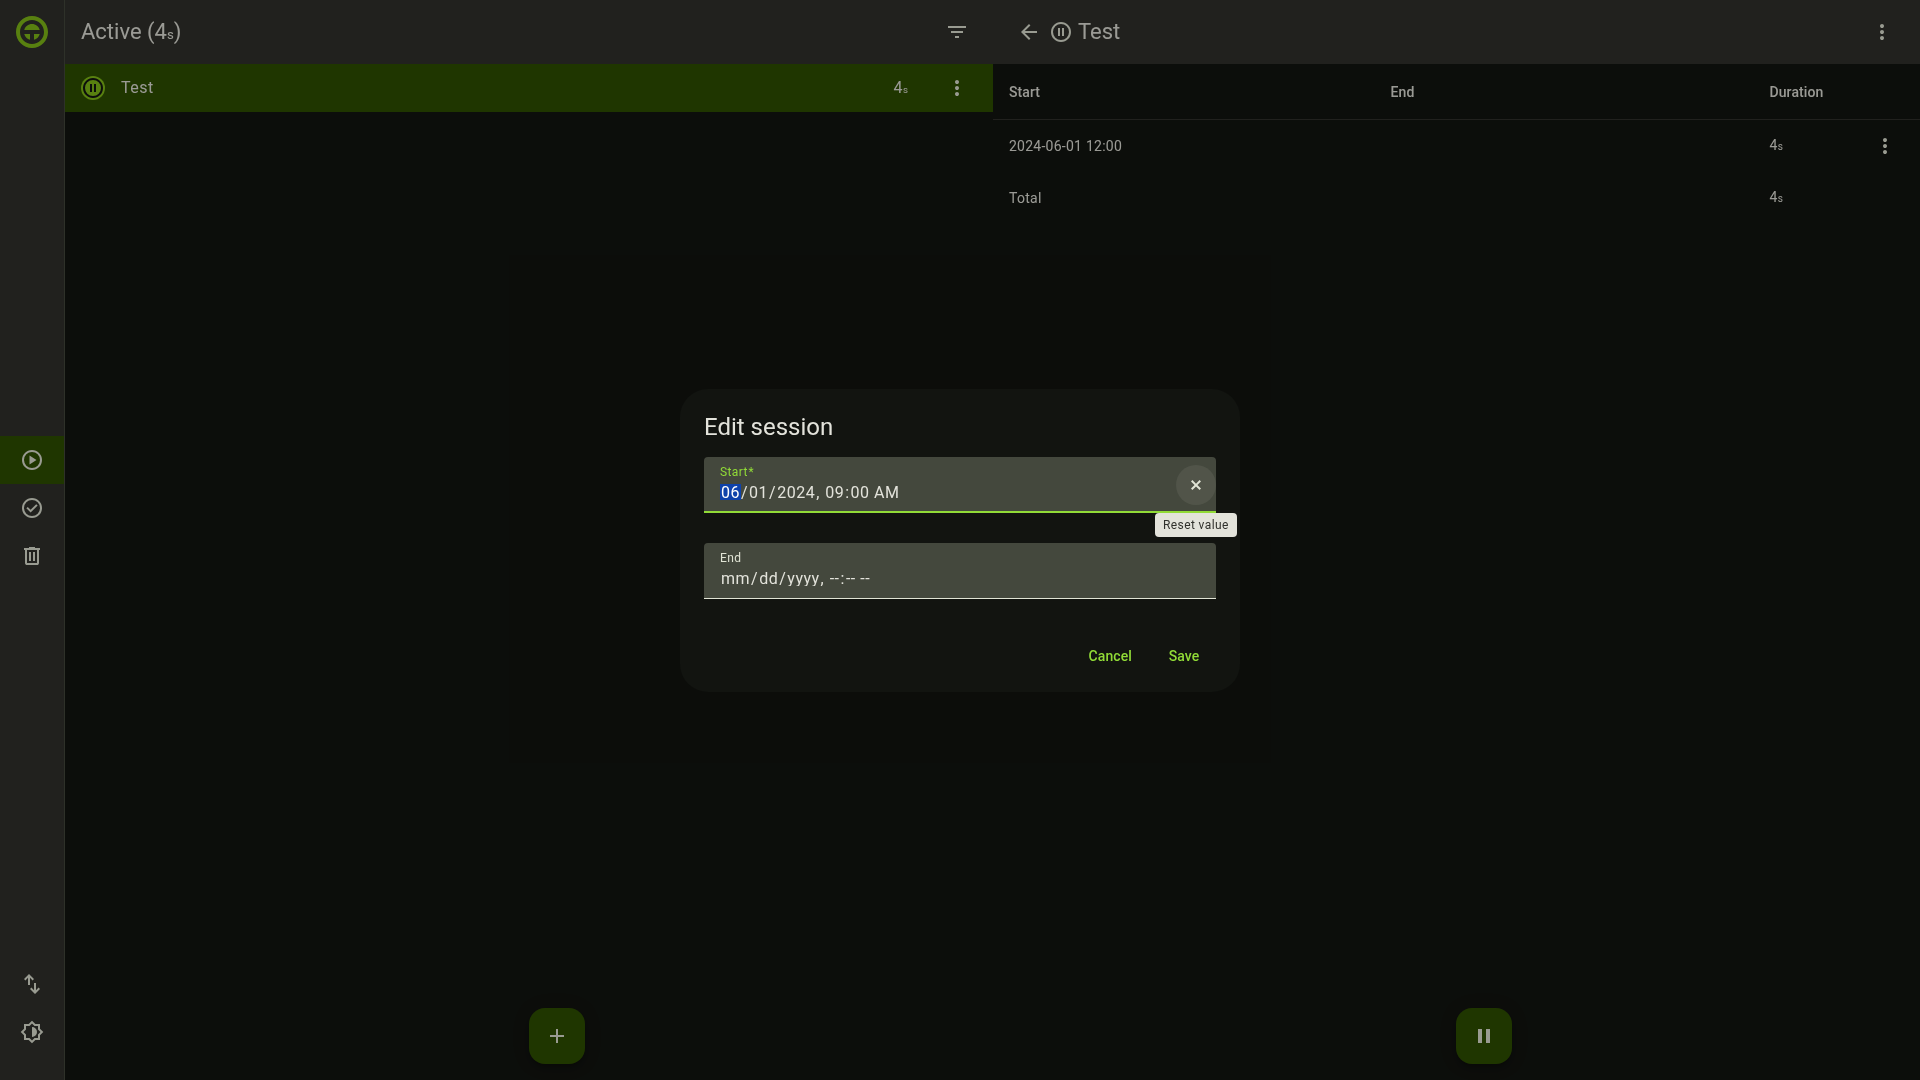 Active (4s)
Test
Test 4s
Start End Duration
2024-06-01 12:00 4s
Total 4s
Edit session
Start*
06/01/2024, 09:00 AM
Reset value
End
mm/dd/yyyy, --:-- --
Cancel Save